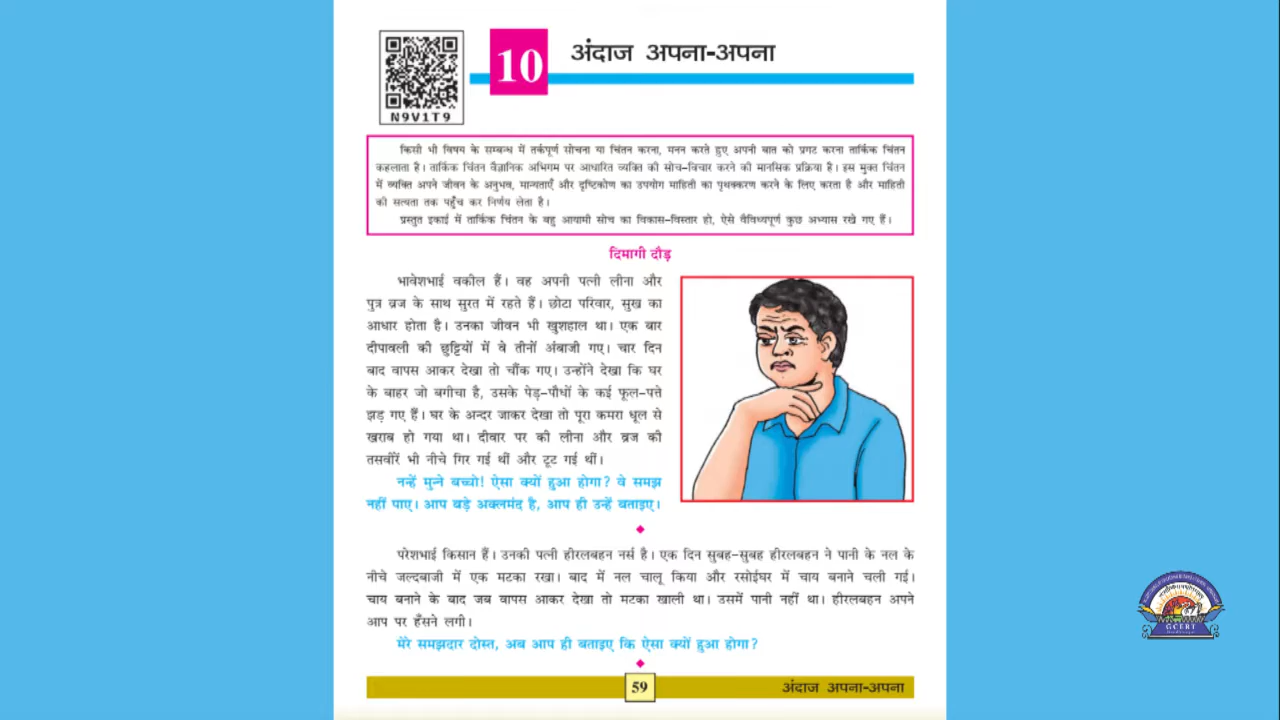 N9V1T9
10
अंदाज अपना-अपना
किसी भी विषय के सम्बन्ध में तर्कपूर्ण सोचना या चिंतन करना, मनन करते हुए अपनी बात को प्रगट करना तार्किक चिंतन
कहलाता है। तार्किक चिंतन वैज्ञानिक अभिगम पर आधारित व्यक्ति की सोच-विचार करने की मानसिक प्रक्रिया है। इस मुक्त चिंतन
में व्यक्ति अपने जीवन के अनुभव, मान्यताएँ और दृष्टिकोण का उपयोग माहिती का पृथक्करण करने के लिए करता है और माहिती
की सत्यता तक पहुँच कर निर्णय लेता है।
प्रस्तुत इकाई में तार्किक चिंतन के बहु आयामी सोच का विकास-विस्तार हो, ऐसे वैविध्यपूर्ण कुछ अभ्यास रखे गए हैं।
दिमागी दौड़
भावेशभाई वकील हैं। वह अपनी पत्नी लीना और
पुत्र व्रज के साथ सुरत में रहते हैं। छोटा परिवार, सुख का
आधार होता है। उनका जीवन भी खुशहाल था। एक बार
दीपावली की छुट्टियों में वे तीनों अंबाजी गए। चार दिन
बाद वापस आकर देखा तो चौंक गए। उन्होंने देखा कि घर
के बाहर जो बगीचा है, उसके पेड़-पौधों के कई फूल-पत्ते
झड़ गए हैं। घर के अन्दर जाकर देखा तो पूरा कमरा धूल से
खराब हो गया था। दीवार पर की लीना और व्रज की
तसवीरें भी नीचे गिर गई थीं और टूट गई थीं।
नन्हें मुन्ने बच्चो! ऐसा क्यों हुआ होगा? वे समझ
नहीं पाए। आप बड़े अक्लमंद है, आप ही उन्हें बताइए।
परेशभाई किसान हैं। उनकी पत्नी हीरलबहन नर्स है। एक दिन सुबह-सुबह हीरलबहन ने पानी के नल के
नीचे जल्दबाजी में एक मटका रखा। बाद में नल चालू किया और रसोईघर में चाय बनाने चली गई।
चाय बनाने के बाद जब वापस आकर देखा तो मटका खाली था। उसमें पानी नहीं था। हीरलबहन अपने
आप पर हँसने लगी।
मेरे समझदार दोस्त, अब आप ही बताइए कि ऐसा क्यों हुआ होगा?
59
अंदाज अपना-अपना
GCERT